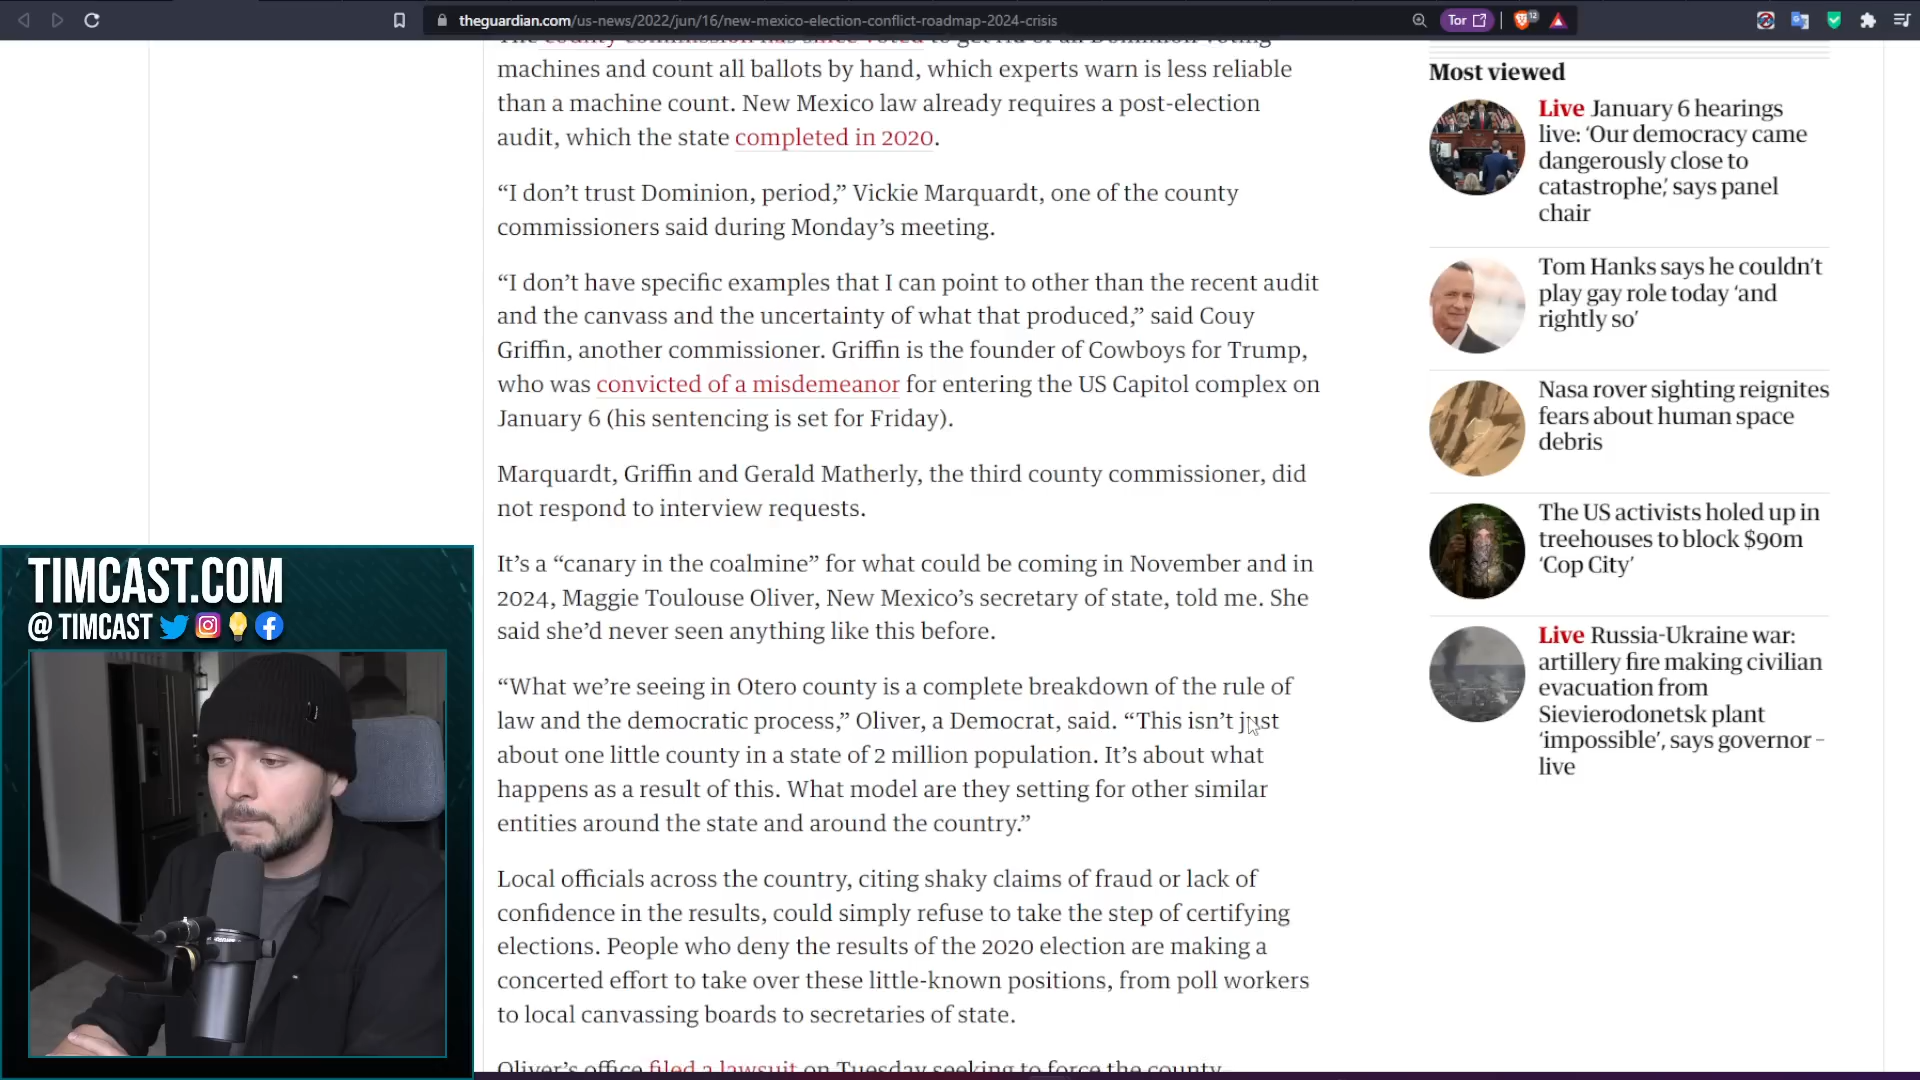 theguardian.com/us-news/2022/jun/16/new-mexico-election-conflict-roadmap-2024-crisis
Tor
12
The county commission has since voted to get rid of all Dominion voting
machines and count all ballots by hand, which experts warn is less reliable
than a machine count. New Mexico law already requires a post-election
audit, which the state completed in 2020.
“I don’t trust Dominion, period,” Vickie Marquardt, one of the county
commissioners said during Monday’s meeting.
“I don’t have specific examples that I can point to other than the recent audit
and the canvass and the uncertainty of what that produced,” said Couy
Griffin, another commissioner. Griffin is the founder of Cowboys for Trump,
who was convicted of a misdemeanor for entering the US Capitol complex on
January 6 (his sentencing is set for Friday).
Marquardt, Griffin and Gerald Matherly, the third county commissioner, did
not respond to interview requests.
It’s a “canary in the coalmine” for what could be coming in November and in
2024, Maggie Toulouse Oliver, New Mexico’s secretary of state, told me. She
said she’d never seen anything like this before.
“What we’re seeing in Otero county is a complete breakdown of the rule of
law and the democratic process,” Oliver, a Democrat, said. “This isn’t just
about one little county in a state of 2 million population. It’s about what
happens as a result of this. What model are they setting for other similar
entities around the state and around the country.”
Local officials across the country, citing shaky claims of fraud or lack of
confidence in the results, could simply refuse to take the step of certifying
elections. People who deny the results of the 2020 election are making a
concerted effort to take over these little-known positions, from poll workers
to local canvassing boards to secretaries of state.
Oliver’s office filed a lawsuit on Tuesday seeking to force the county
Most viewed
Live January 6 hearings
live: ‘Our democracy came
dangerously close to
catastrophe,’ says panel
chair
Tom Hanks says he couldn’t
play gay role today ‘and
rightly so’
Nasa rover sighting reignites
fears about human space
debris
The US activists holed up in
treehouses to block $90m
‘Cop City’
Live Russia-Ukraine war:
artillery fire making civilian
evacuation from
Sievierodonetsk plant
‘impossible’, says governor –
live
TIMCAST.COM
@ TIMCAST